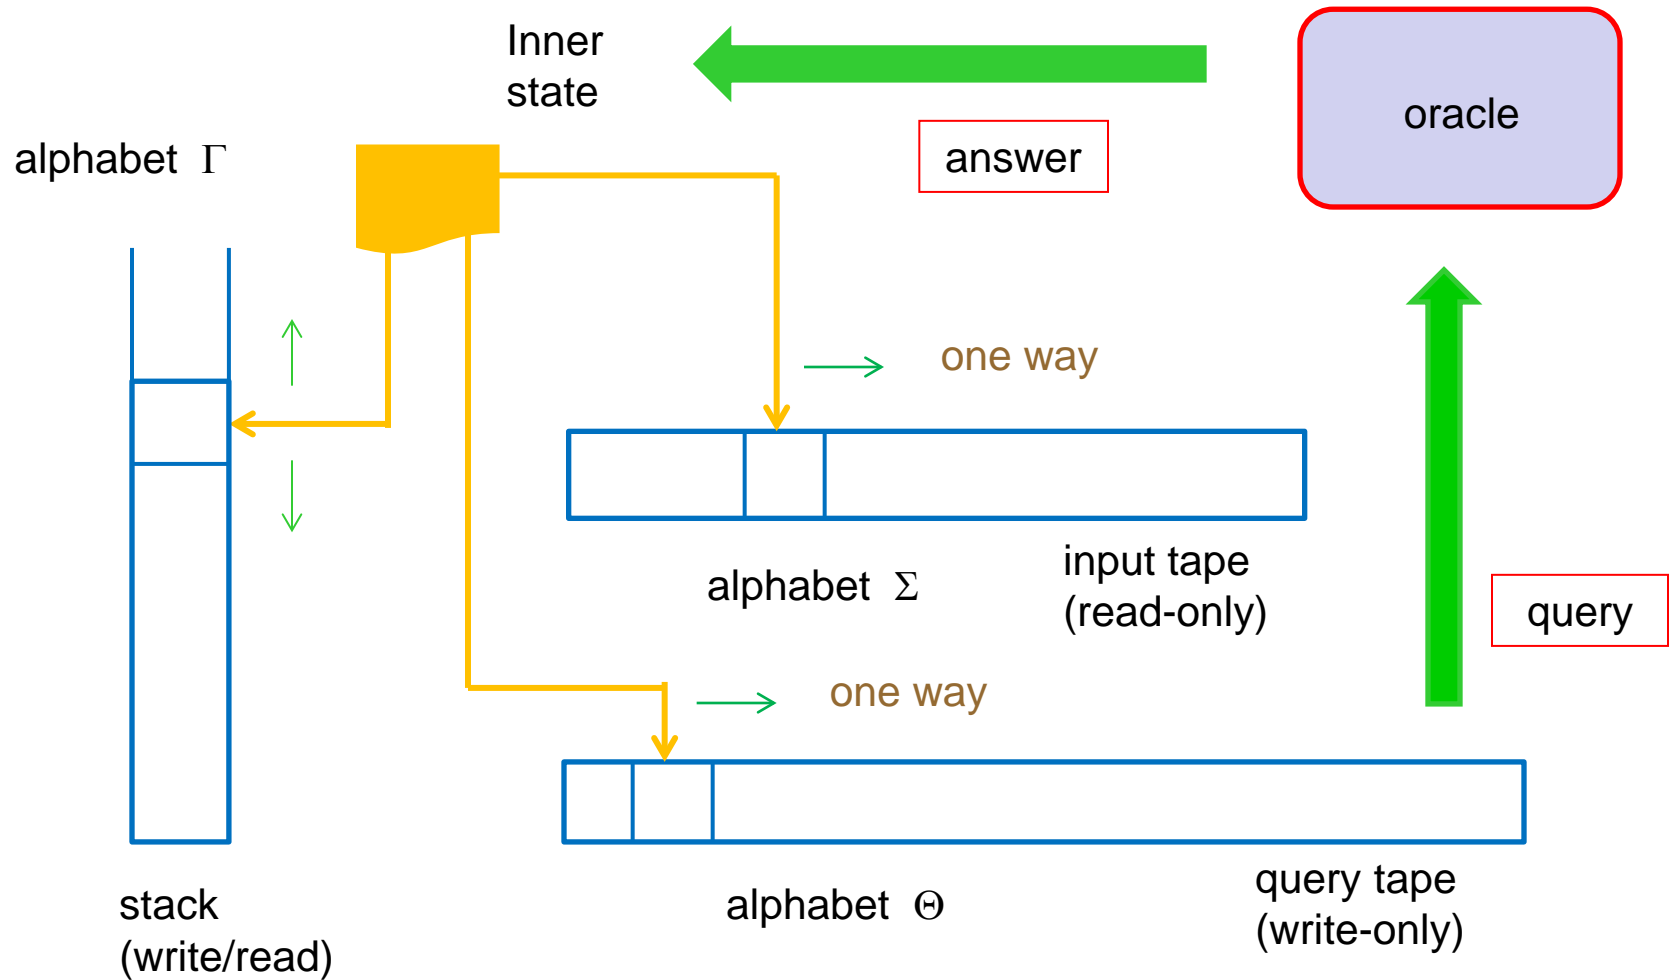 Inner
state
oracle
answer
alphabet Γ
one way
input tape
(read-only)
alphabet Σ
query
one way
query tape
(write-only)
alphabet Θ
stack
(write/read)